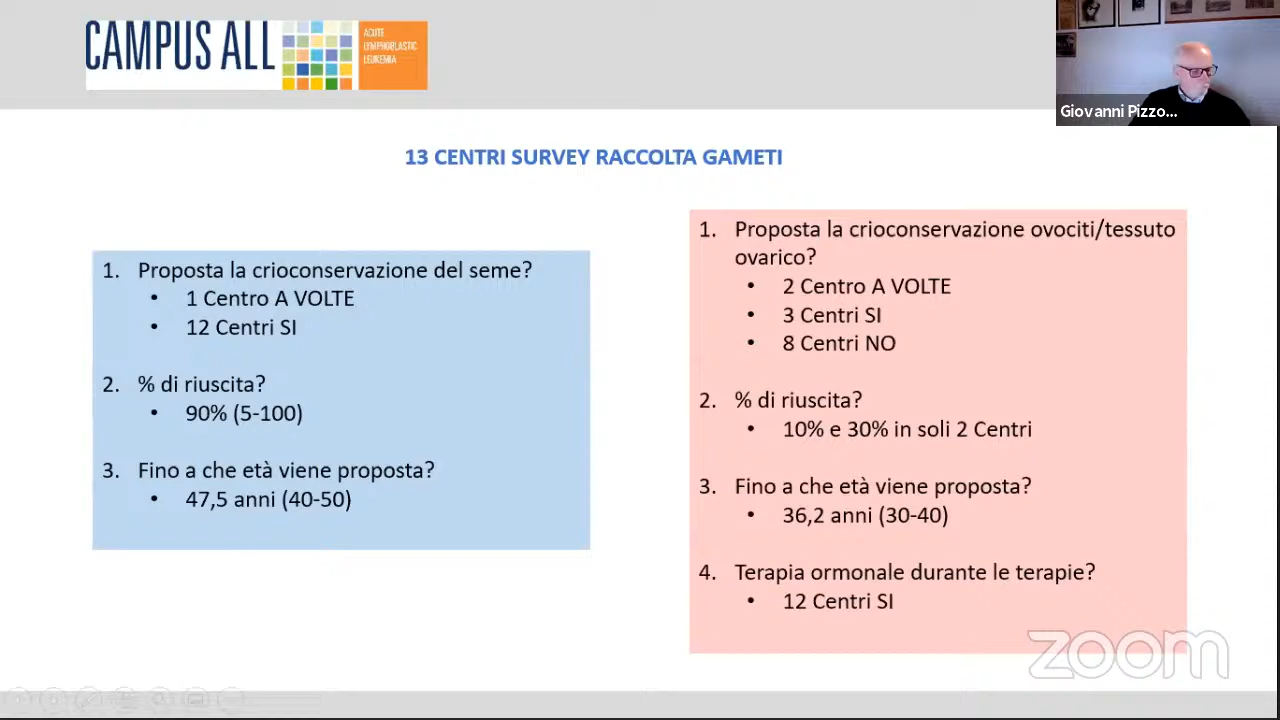 CAMPUS ALL
ACUTE
LYMPHOBLASTIC
LEUKEMIA
Giovanni Pizzo...
13 CENTRI SURVEY RACCOLTA GAMETI
1. Proposta la crioconservazione del seme?
• 1 Centro A VOLTE
• 12 Centri SI
2. % di riuscita?
• 90% (5-100)
3. Fino a che età viene proposta?
• 47,5 anni (40-50)
1. Proposta la crioconservazione ovociti/tessuto
ovarico?
• 2 Centro A VOLTE
• 3 Centri SI
• 8 Centri NO
2. % di riuscita?
• 10% e 30% in soli 2 Centri
3. Fino a che età viene proposta?
• 36,2 anni (30-40)
4. Terapia ormonale durante le terapie?
• 12 Centri SI
zoom